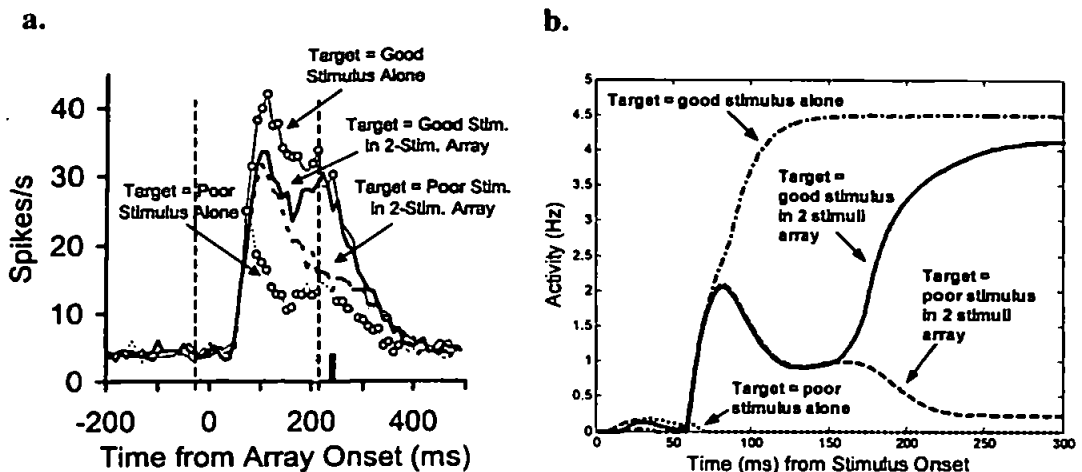 a.
b.
Target = Good
Stimulus Alone
Target = Good Stim.
in 2-Stim. Array
Target = Poor
Stimulus Alone
Target = Poor Stim.
in 2-Stim. Array
Spikes/s
40
30
20
10
0
-200
0
200
400
Time from Array Onset (ms)
Target = good stimulus alone
Target =
good stimulus
in 2 stimuli
array
Target =
poor stimulus
in 2 stimuli
array
Target = poor
stimulus alone
Activity (Hz)
5
4.5
4
3.5
3
2.5
2
1.5
1
0.5
0
0
50
100
150
200
250
300
Time (ms) from Stimulus Onset